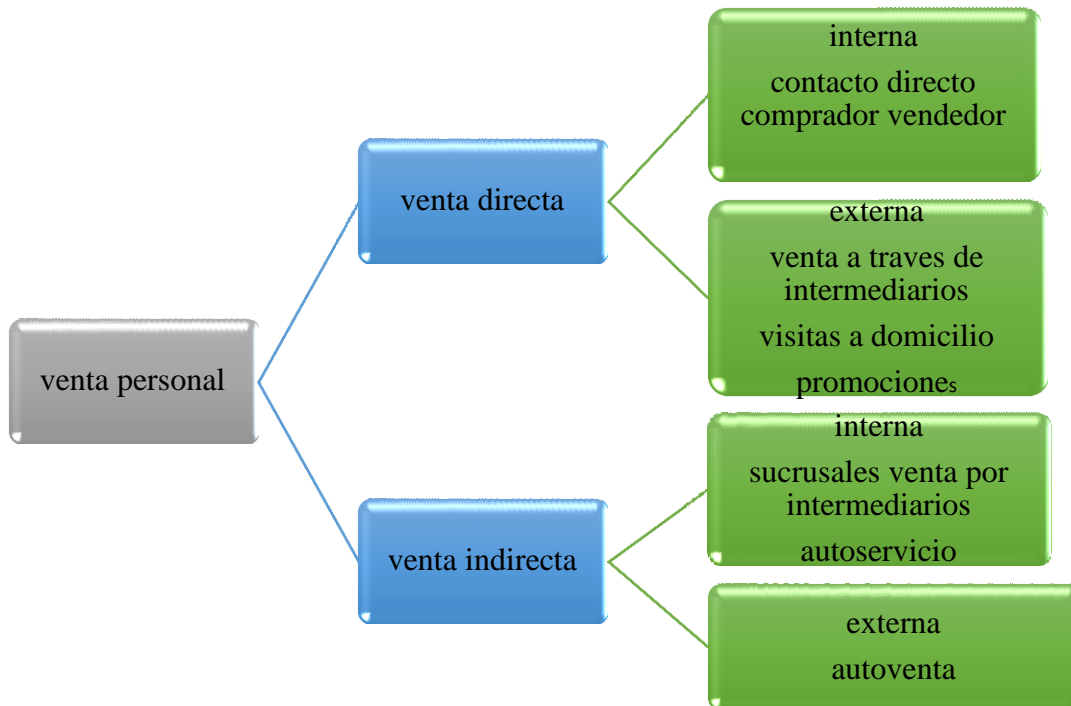 venta personal
venta directa
interna
contacto directo
comprador vendedor
externa
venta a traves de
intermediarios
visitas a domicilio
promociones
venta indirecta
interna
sucrusales venta por
intermediarios
autoservicio
externa
autoventa